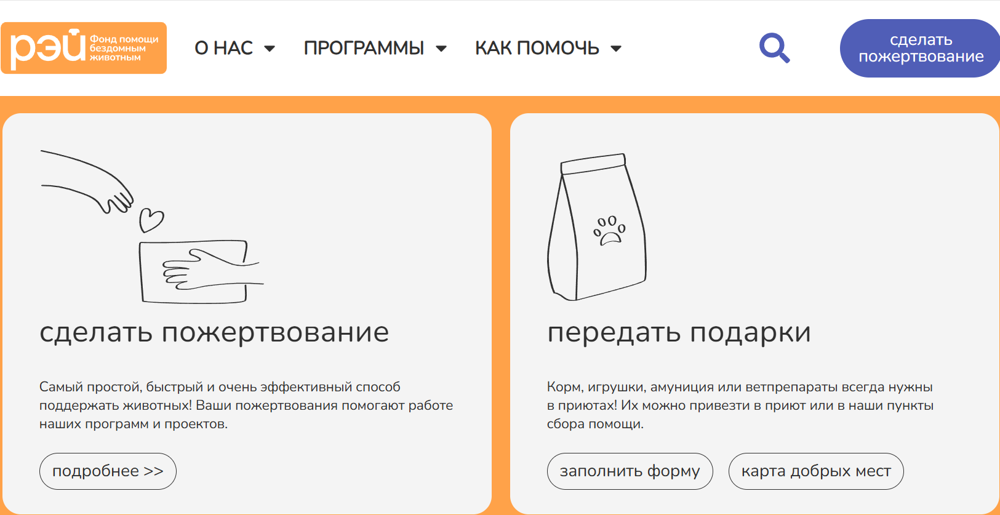 рэй
Фонд помощи
бездомным
животным
О НАС
ПРОГРАММЫ
КАК ПОМОЧЬ
сделать
пожертвование
сделать пожертвование
Самый простой, быстрый и очень эффективный способ
поддержать животных! Ваши пожертвования помогают работе
наших программ и проектов.
подробнее >>
передать подарки
Корм, игрушки, амуниция или ветпрепараты всегда нужны
в приютах! Их можно привезти в приют или в наши пункты
сбора помощи.
заполнить форму
карта добрых мест